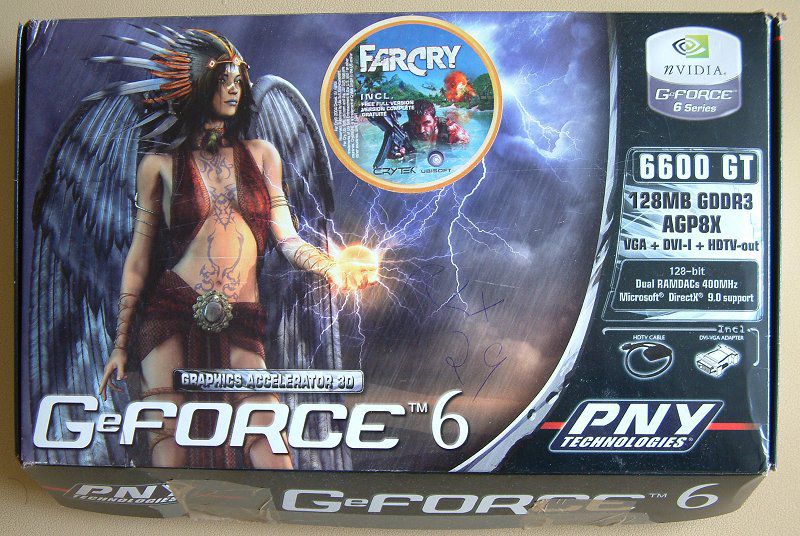 FARCRY
INCL.
FREE FULL VERSION
VERSION COMPLÈTE
GRATUITE
CRYTEK UBISOFT
nVIDIA.
GeFORCE™
6 Series
6600 GT
128MB GDDR3
AGP8X
VGA + DVI-I + HDTV-out
128-bit
Dual RAMDACs 400MHz
Microsoft® DirectX® 9.0 support
Incl.
HDTV CABLE
DVI-VGA ADAPTER
GRAPHICS ACCELERATOR 3D
GeFORCE™ 6
PNY
TECHNOLOGIES®
PNY
TECHNOLOGIES
GeFORCE™ 6